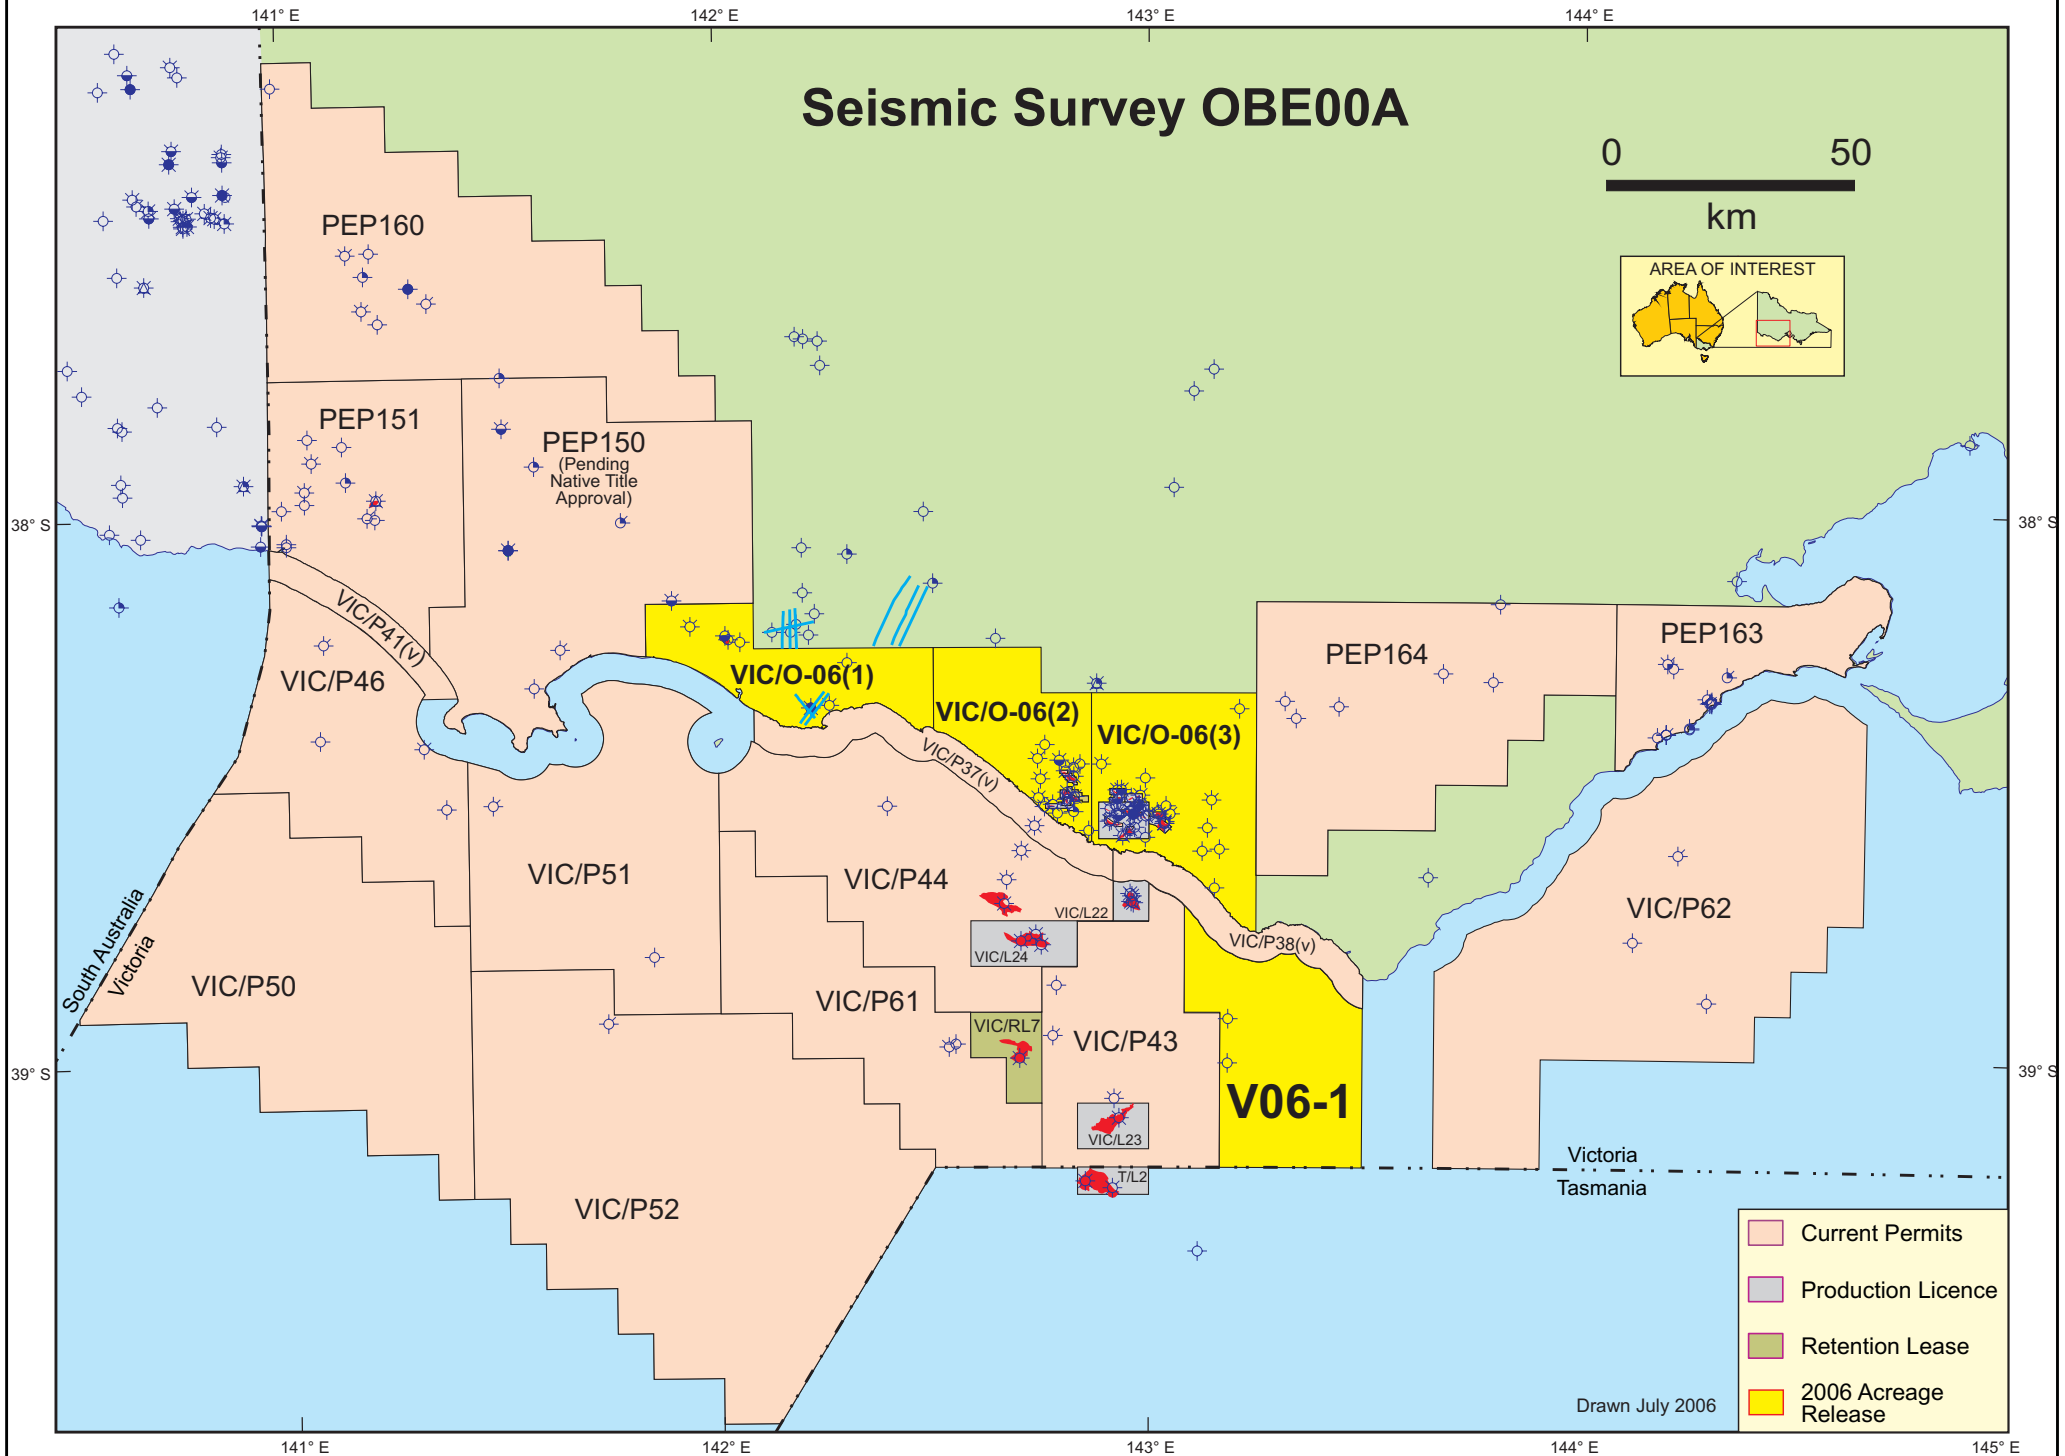 141° E
142° E
143° E
144° E
Seismic Survey OBE00A
0
50
km
AREA OF INTEREST
PEP160
PEP151
PEP150
(Pending
Native Title
Approval)
38° S
38° S
VIC/P41(v)
VIC/P46
VIC/O-06(1)
VIC/O-06(2)
VIC/O-06(3)
PEP164
PEP163
VIC/P37(v)
VIC/P51
VIC/P44
VIC/L22
VIC/P62
VIC/P38(v)
VIC/L24
South Australia
Victoria
VIC/P50
VIC/P61
VIC/RL7
VIC/P43
39° S
39° S
V06-1
VIC/L23
T/L2
Victoria
Tasmania
VIC/P52
Current Permits
Production Licence
Retention Lease
2006 Acreage
Release
Drawn July 2006
141° E
142° E
143° E
144° E
145° E